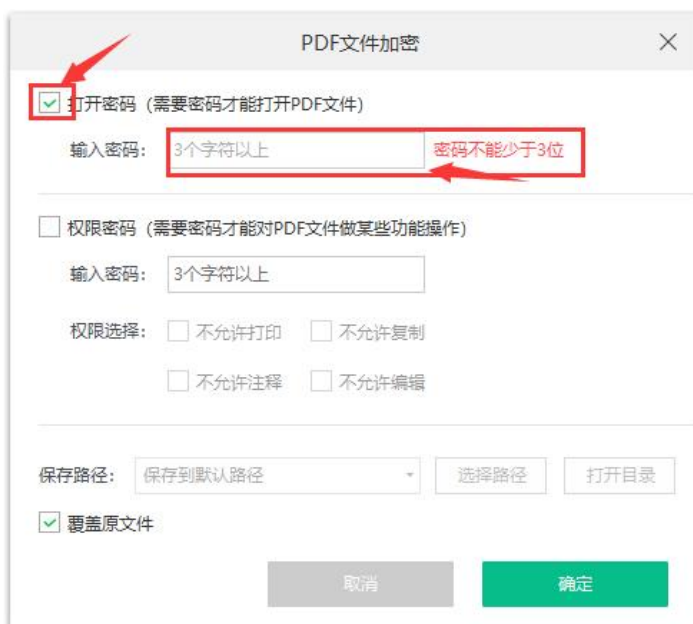 PDF文件加密
打开密码 (需要密码才能打开PDF文件)
输入密码： 3个字符以上 密码不能少于3位
权限密码 (需要密码才能对PDF文件做某些功能操作)
输入密码： 3个字符以上
权限选择： 不允许打印 不允许复制
不允许注释 不允许编辑
保存路径： 保存到默认路径 选择路径 打开目录
覆盖原文件
取消 确定